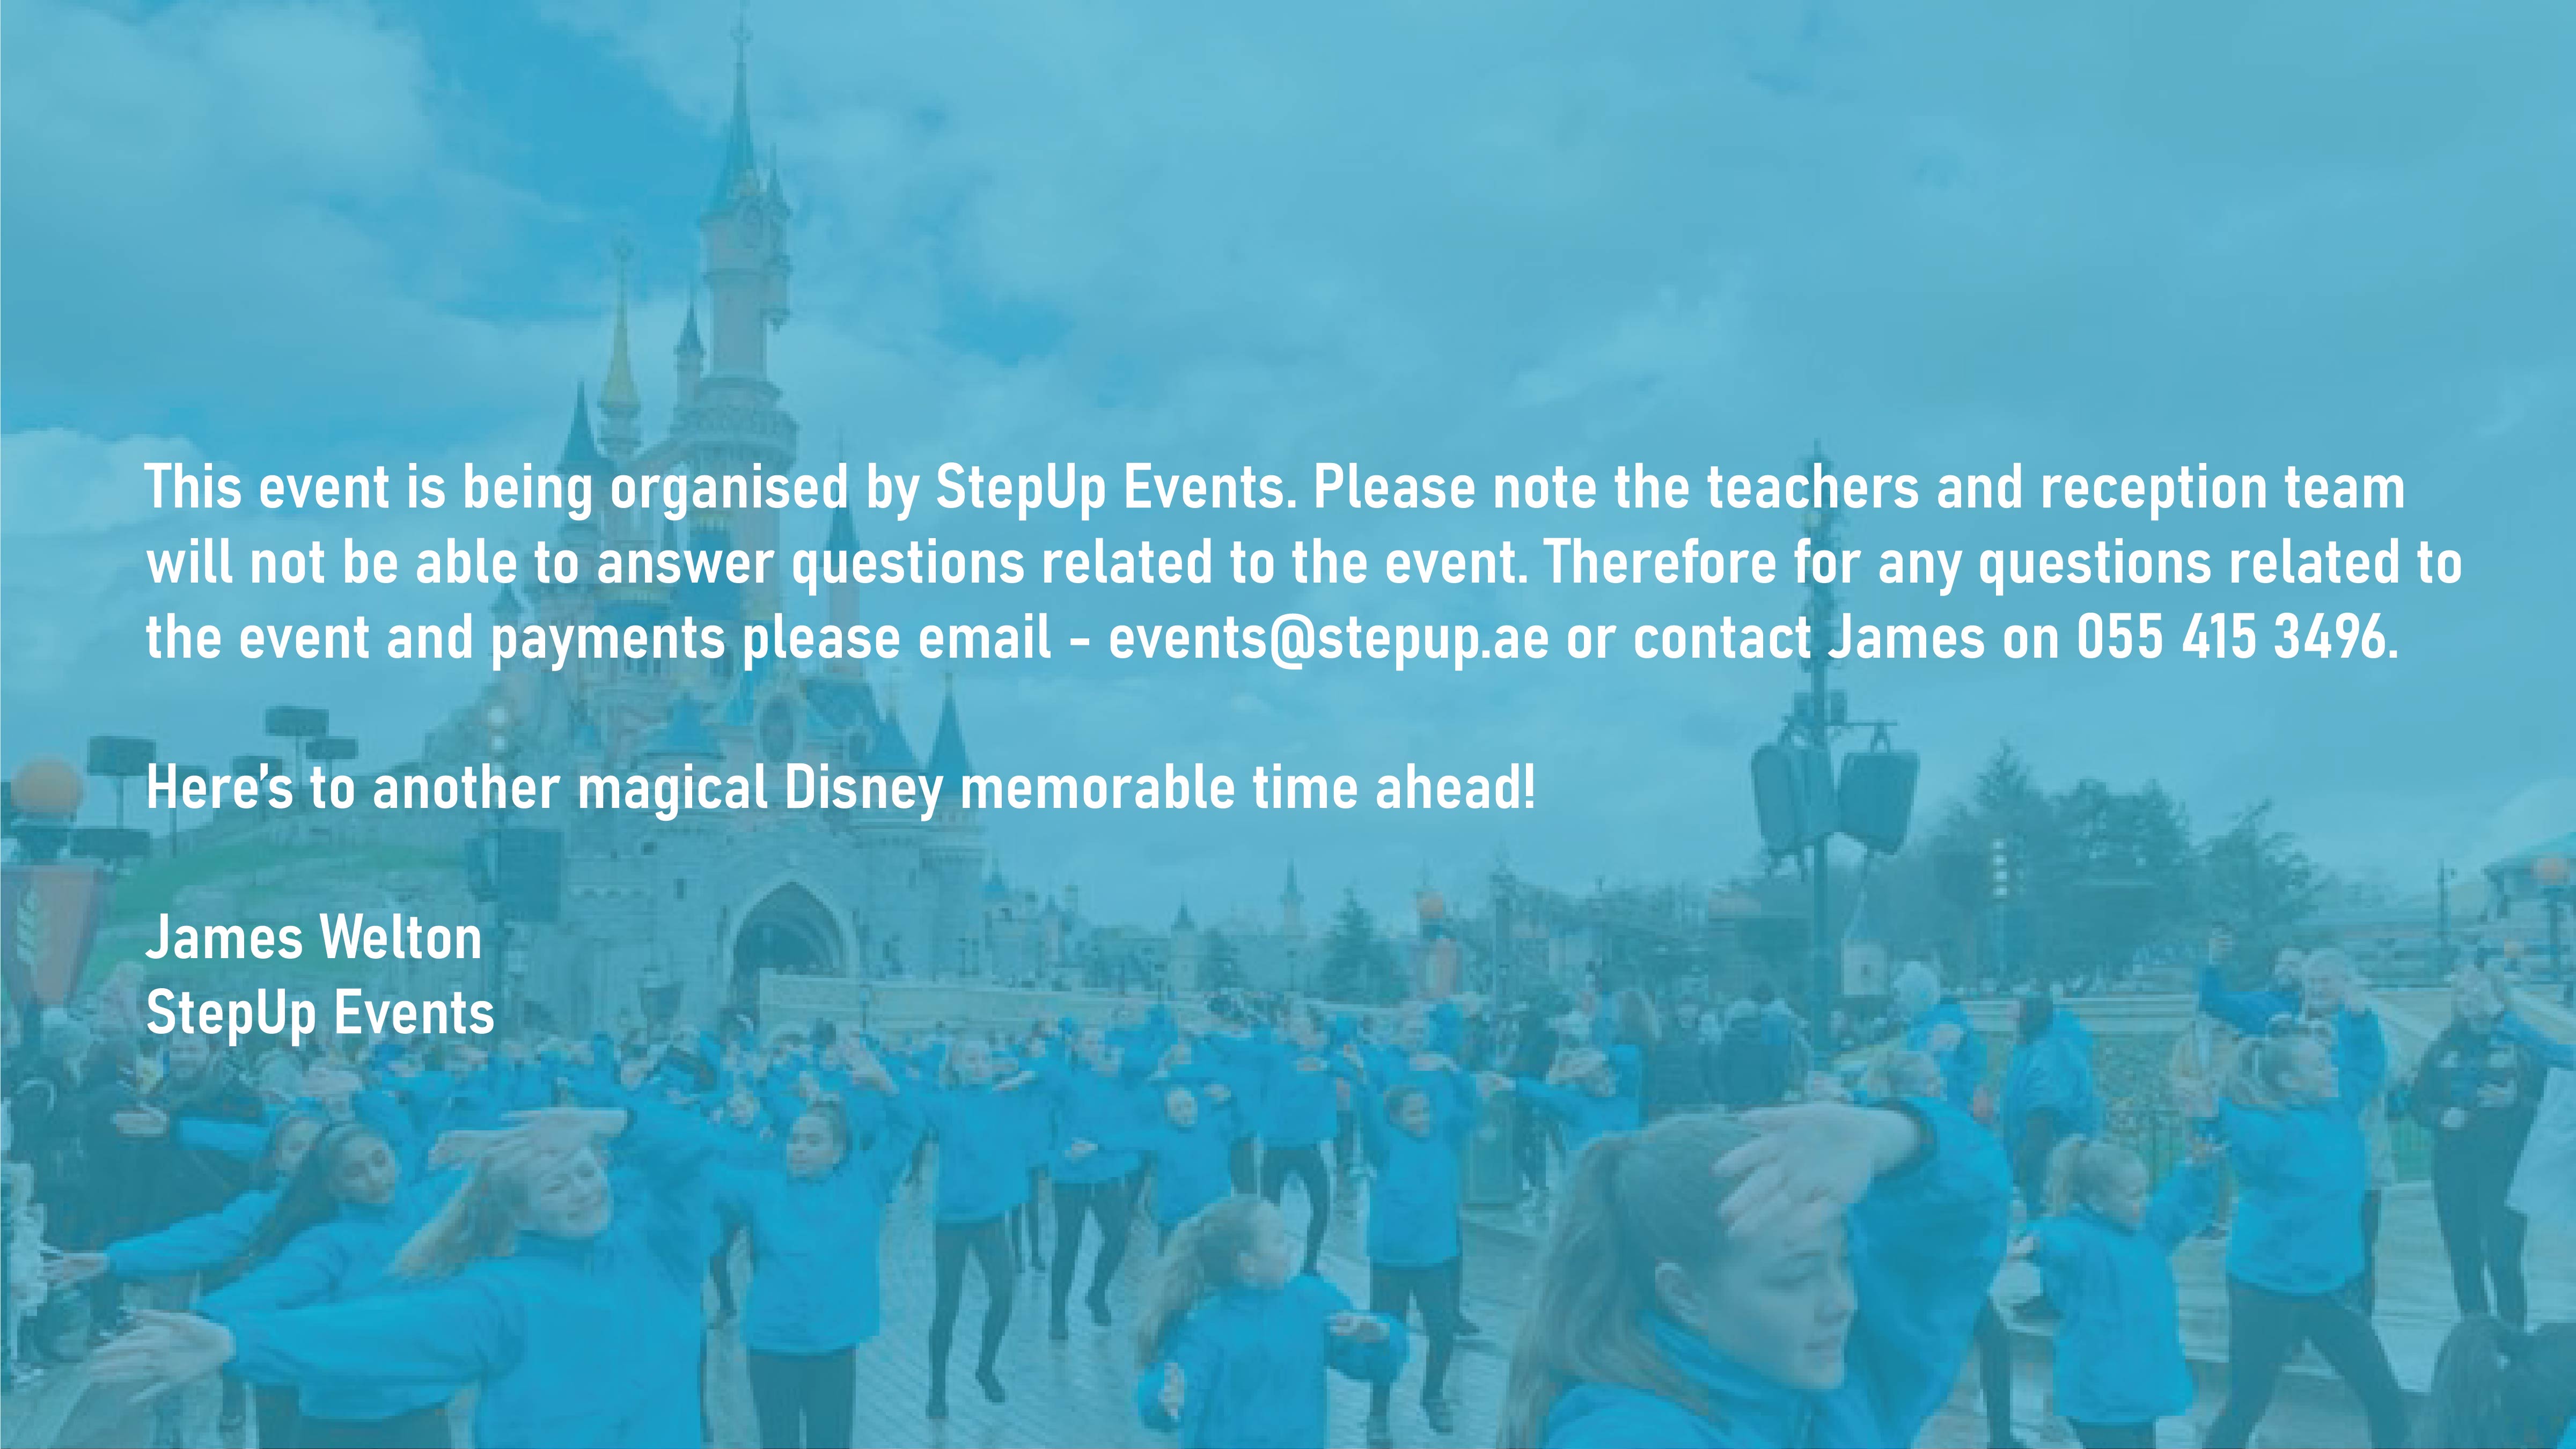 This event is being organised by StepUp Events. Please note the teachers and reception team
will not be able to answer questions related to the event. Therefore for any questions related to
the event and payments please email - events@stepup.ae or contact James on 055 415 3496.
Here’s to another magical Disney memorable time ahead!
James Welton
StepUp Events